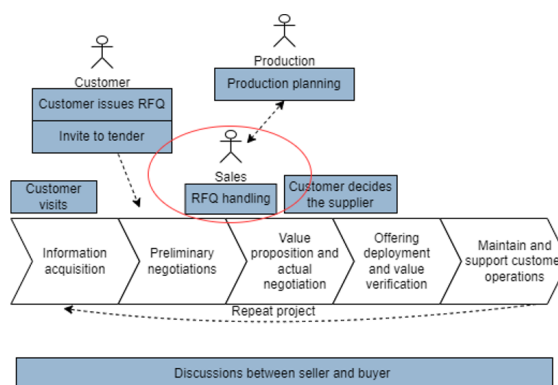 Production
Production planning
Customer
Customer issues RFQ
Invite to tender
Sales
RFQ handling
Customer
visits
Customer decides
the supplier
Information
acquisition
Preliminary
negotiations
Value
proposition and
actual
negotiation
Offering
deployment
and value
verification
Maintain and
support custome
operations
Repeat project
Discussions between seller and buyer